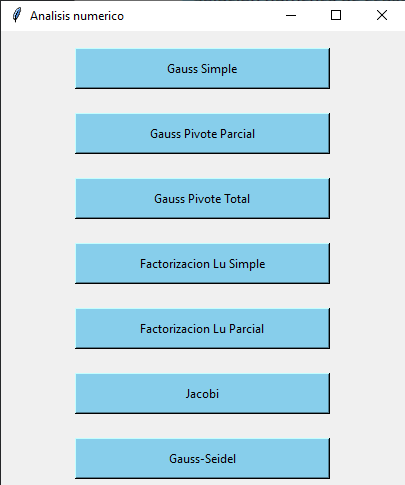 Analisis numerico
Gauss Simple
Gauss Pivote Parcial
Gauss Pivote Total
Factorizacion Lu Simple
Factorizacion Lu Parcial
Jacobi
Gauss-Seidel